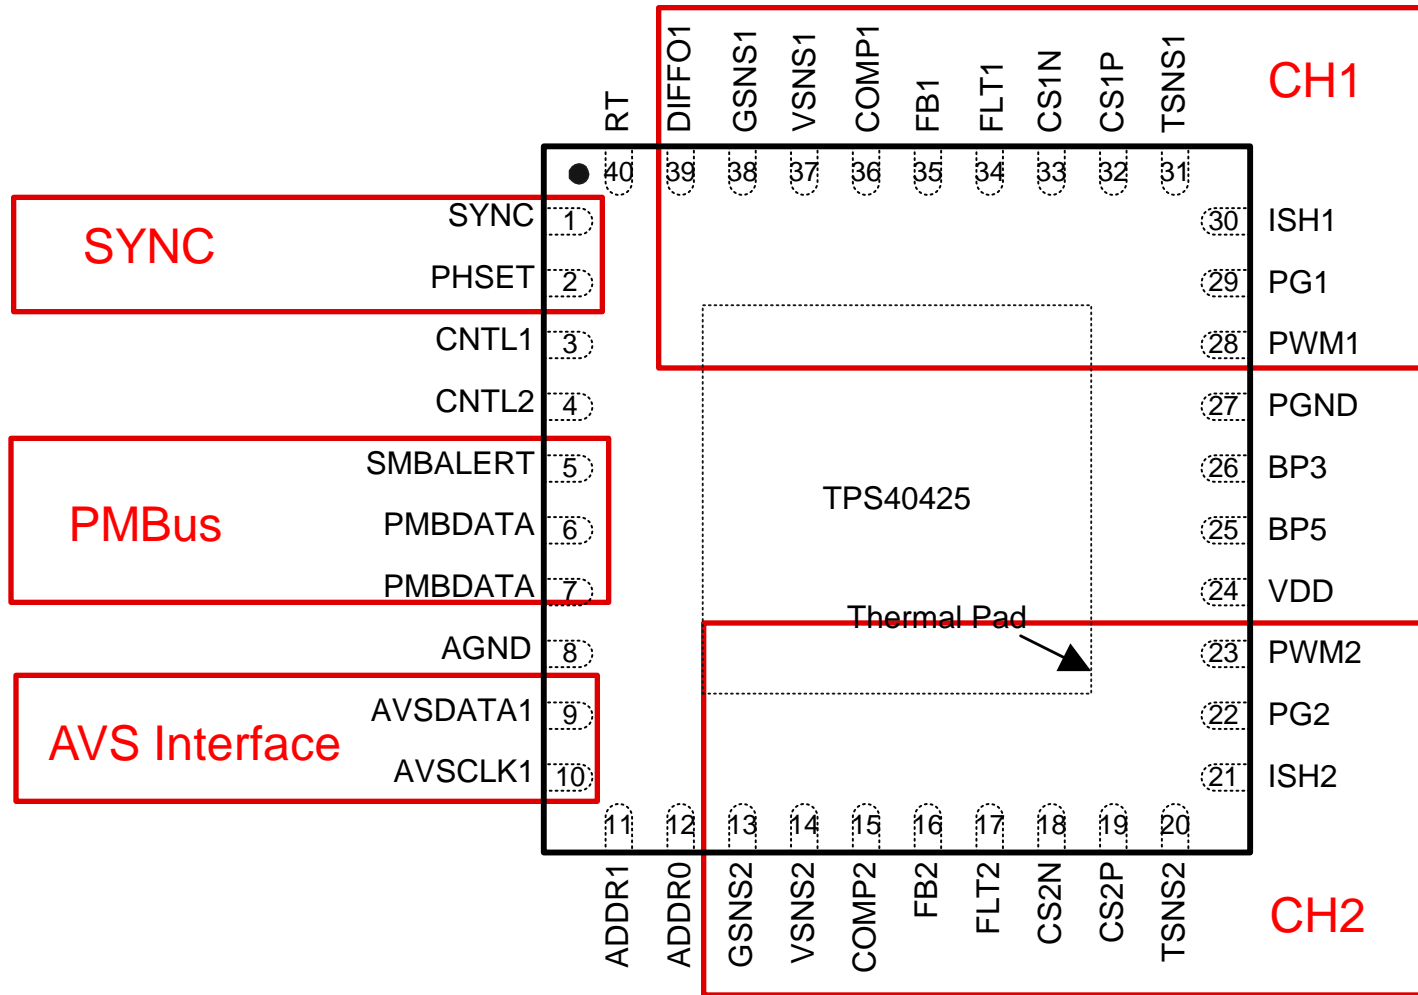 RT
DIFFO1
GSNS1
VSNS1
COMP1
FB1
FLT1
CS1N
CS1P
TSNS1
CH1
40
39
38
37
36
35
34
33
32
31
SYNC
SYNC
1
PHSET
2
CNTL1
3
CNTL2
4
PMBus
SMBALERT
5
PMBDATA
6
PMBDATA
7
AGND
8
AVS Interface
AVSDATA1
9
AVSCLK1
10
30
ISH1
29
PG1
28
PWM1
27
PGND
26
BP3
25
BP5
24
VDD
23
PWM2
22
PG2
21
ISH2
TPS40425
Thermal Pad
11
12
13
14
15
16
17
18
19
20
ADDR1
ADDR0
GSNS2
VSNS2
COMP2
FB2
FLT2
CS2N
CS2P
TSNS2
CH2